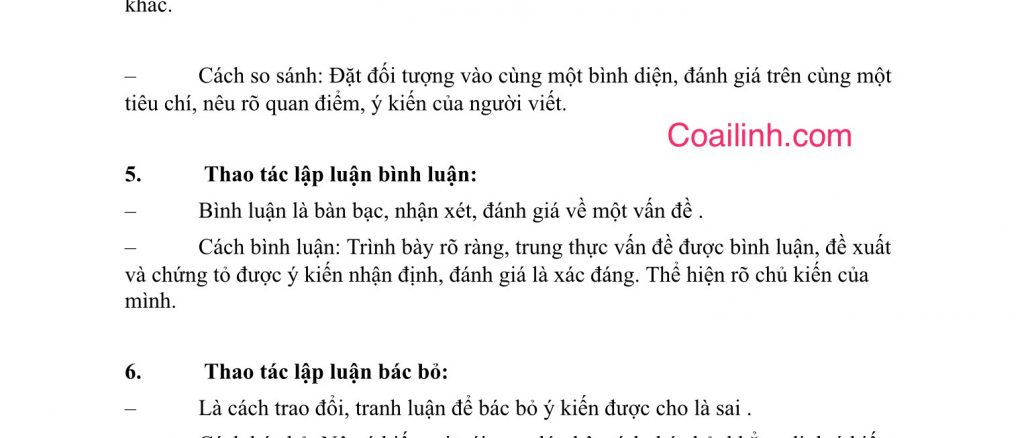 khác.
– Cách so sánh: Đặt đối tượng vào cùng một bình diện, đánh giá trên cùng một
tiêu chí, nêu rõ quan điểm, ý kiến của người viết.
Coailinh.com
5. Thao tác lập luận bình luận:
– Bình luận là bàn bạc, nhận xét, đánh giá về một vấn đề .
– Cách bình luận: Trình bày rõ ràng, trung thực vấn đề được bình luận, đề xuất
và chứng tỏ được ý kiến nhận định, đánh giá là xác đáng. Thể hiện rõ chủ kiến của
mình.
6. Thao tác lập luận bác bỏ:
– Là cách trao đổi, tranh luận để bác bỏ ý kiến được cho là sai .